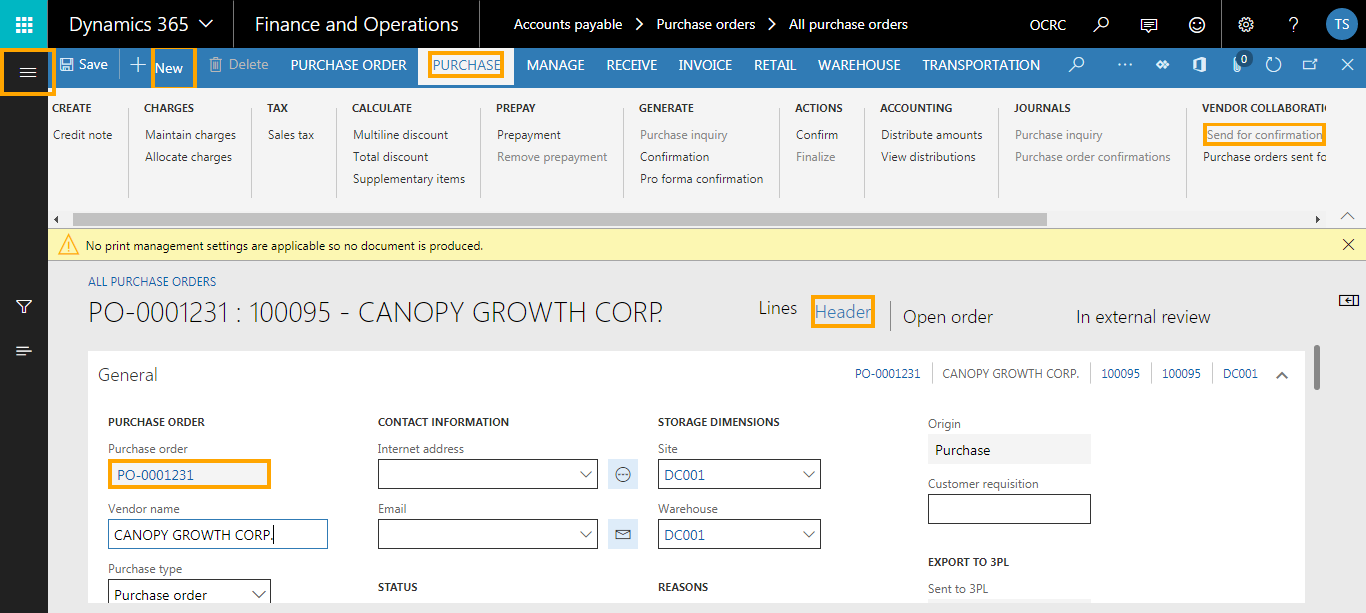 Dynamics 365 Finance and Operations Accounts payable Purchase orders All purchase orders OCRC ? TS
Save New Delete PURCHASE ORDER PURCHASE MANAGE RECEIVE INVOICE RETAIL WAREHOUSE TRANSPORTATION ... 0
CREATE CHARGES TAX CALCULATE PREPAY GENERATE ACTIONS ACCOUNTING JOURNALS VENDOR COLLABORATI
Credit note Maintain charges Sales tax Multiline discount Prepayment Purchase inquiry Confirm Distribute amounts Purchase inquiry Send for confirmation
Allocate charges Total discount Remove prepayment Confirmation Finalize View distributions Purchase order confirmations Purchase orders sent fo
Supplementary items Pro forma confirmation
No print management settings are applicable so no document is produced.
ALL PURCHASE ORDERS
PO-0001231 : 100095 - CANOPY GROWTH CORP. Lines Header Open order In external review
General PO-0001231 CANOPY GROWTH CORP. 100095 100095 DC001
PURCHASE ORDER CONTACT INFORMATION STORAGE DIMENSIONS Origin
Purchase order Internet address Site Purchase
PO-0001231 DC001
Customer requisition
Vendor name Email Warehouse
CANOPY GROWTH CORP. DC001
EXPORT TO 3PL
Purchase type STATUS REASONS Sent to 3PL
Purchase order